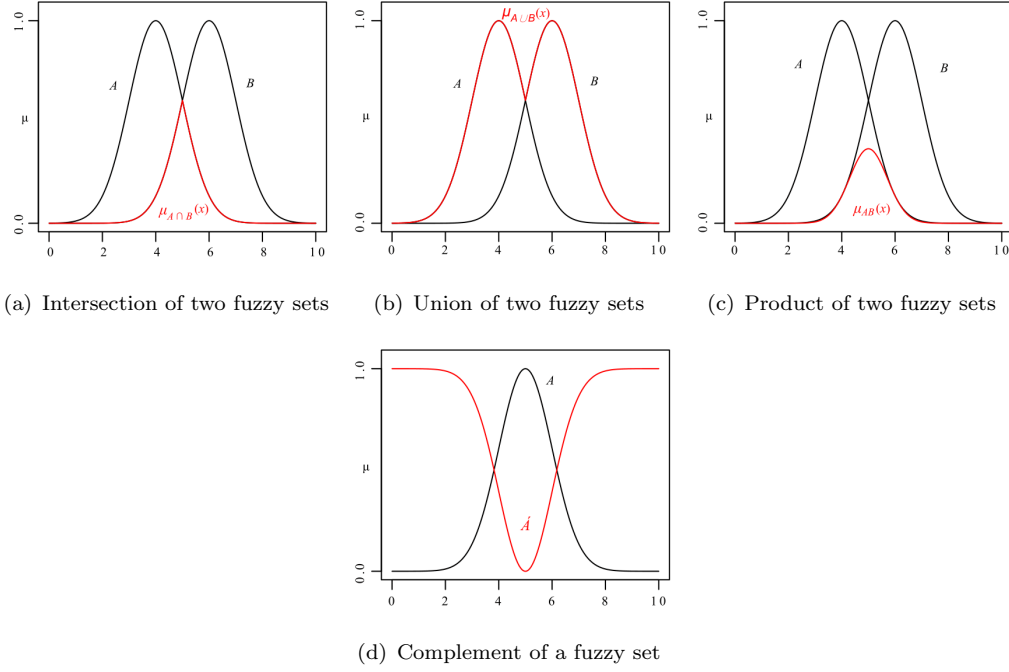 1.0
A
B
μ
μA ∩ B(x)
0.0
0 2 4 6 8 10
(a) Intersection of two fuzzy sets
1.0
μA∪B(x)
A
B
μ
0.0
0 2 4 6 8 10
(b) Union of two fuzzy sets
1.0
A
B
μ
μAB(x)
0.0
0 2 4 6 8 10
(c) Product of two fuzzy sets
1.0
A
μ
Á
0.0
0 2 4 6 8 10
(d) Complement of a fuzzy set